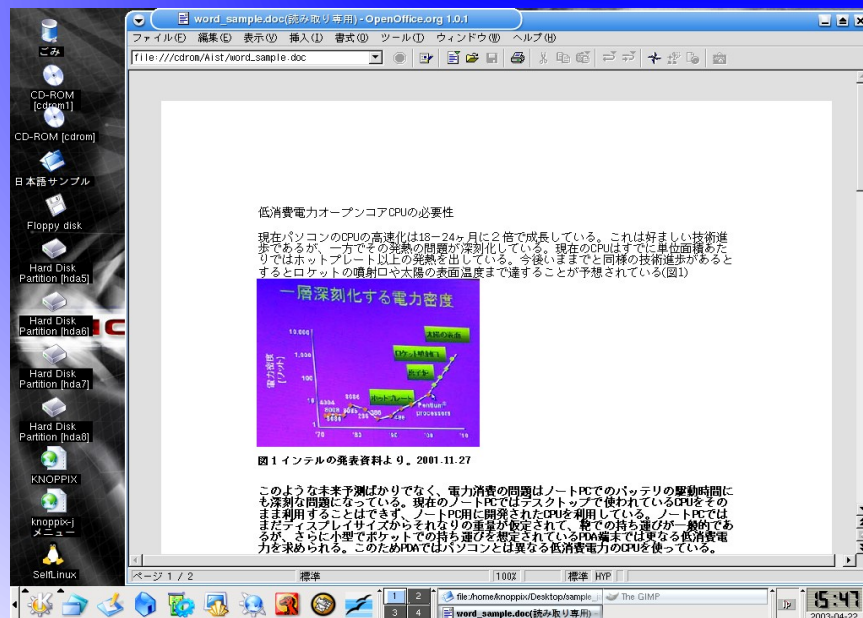 word_sample.doc(読み取り専用) - OpenOffice.org 1.0.1
ファイル(F) 編集(E) 表示(V) 挿入(I) 書式(O) ツール(T) ウィンドウ(W) ヘルプ(H)
file:///cdrom/Aist/word_sample.doc
ごみ
CD-ROM
[cdrom1]
CD-ROM [cdrom]
日本語サンプル
Floppy disk
Hard Disk
Partition [hda5]
Hard Disk
Partition [hda6]
Hard Disk
Partition [hda7]
Hard Disk
Partition [hda8]
KNOPPIX
knoppix-j
メニュー
SelfLinux
低消費電力オープンコアCPUの必要性
現在パソコンのCPUの高速化は18－24ヶ月に２倍で成長している。これは好ましい技術進
歩であるが、一方でその発熱の問題が深刻化している。現在のCPUはすでに単位面積あた
りではホットプレート以上の発熱を出している。今後いままでと同様の技術進歩があると
するとロケットの噴射口や太陽の表面温度まで達することが予想されている(図1)
一層深刻化する電力密度
電力密度
[ワット]
10,000
1,000
100
10
1
太陽の表面
ロケット噴射口
原子炉
ホットプレート
8086
386
Pentium®
processors
図１インテルの発表資料より。2001.11.27
このような未来予測ばかりでなく、電力消費の問題はノートPCでのバッテリの駆動時間に
も深刻な問題になっている。現在のノートPCではデスクトップで使われているCPUをその
まま利用することはできず、ノートPC用に開発されたCPUを利用している。ノートPCでは
まだディスプレイサイズからそれなりの重量が仮定されて、鞄での持ち運びが一般的であ
るが、さらに小型でポケットでの持ち運びを想定されているPDA端末では更なる低消費電
力を求められる。このためPDAではパソコンとは異なる低消費電力のCPUを使っている。
ページ 1 / 2 標準 100% 標準 HYP
1 2
3 4
file:/home/knoppix/Desktop/sample_j
The GIMP
word_sample.doc(読み取り専用)
15:47
2003-04-22